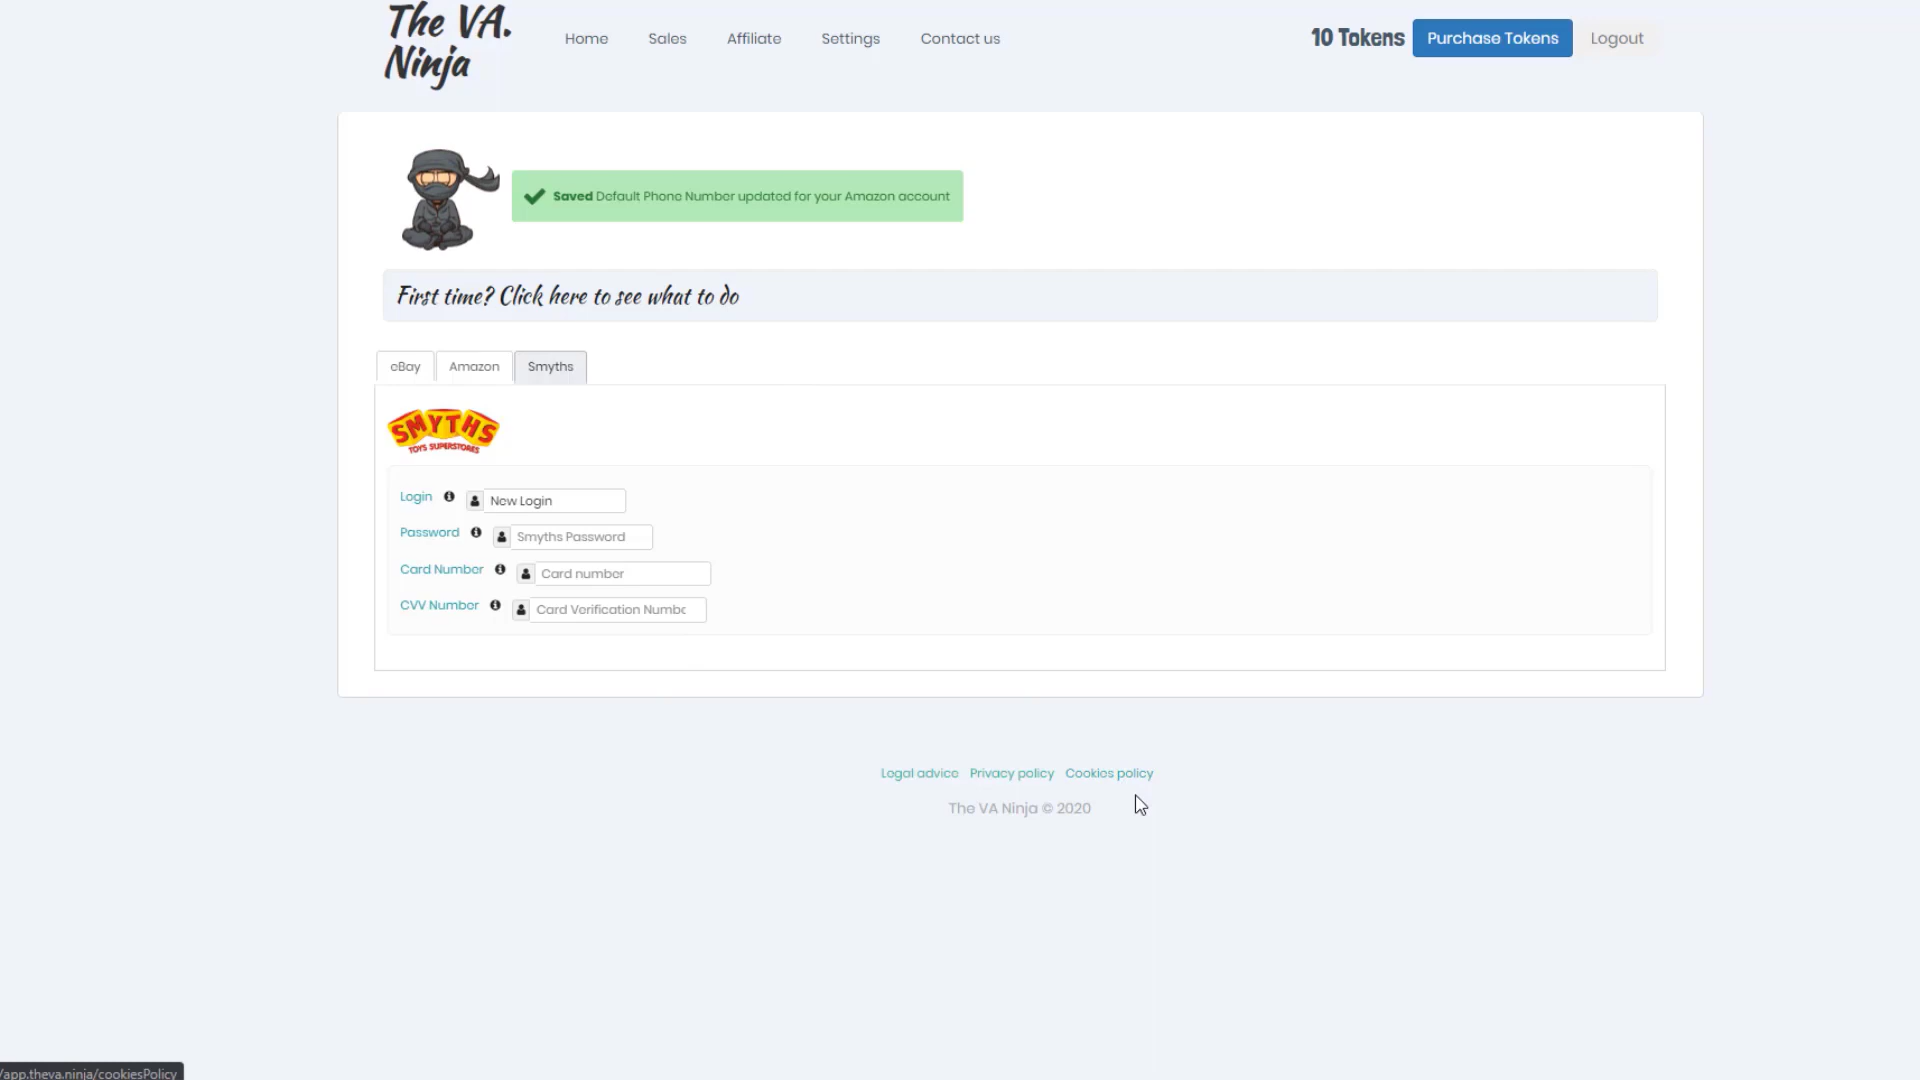 The VA.
Ninja
Home Sales Affiliate Settings Contact us
10 Tokens Purchase Tokens Logout
Saved Default Phone Number updated for your Amazon account
First time? Click here to see what to do
eBay Amazon Smyths
SMYTHS
TOYS SUPERSTORES
Login New Login
Password Smyths Password
Card Number Card number
CVV Number Card Verification Numbe
Legal advice Privacy policy Cookies policy
The VA Ninja © 2020
/app.theva.ninja/cookiesPolicy